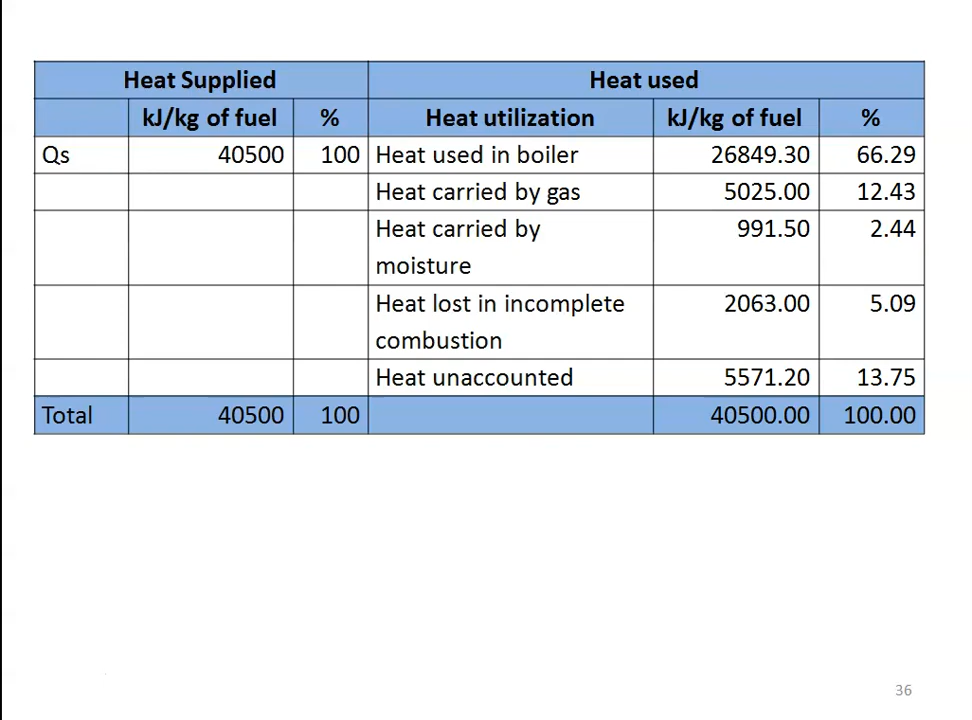 Heat Supplied Heat used
kJ/kg of fuel % Heat utilization kJ/kg of fuel %
Qs 40500 100 Heat used in boiler 26849.30 66.29
Heat carried by gas 5025.00 12.43
Heat carried by 991.50 2.44
moisture
Heat lost in incomplete 2063.00 5.09
combustion
Heat unaccounted 5571.20 13.75
Total 40500 100 40500.00 100.00
36